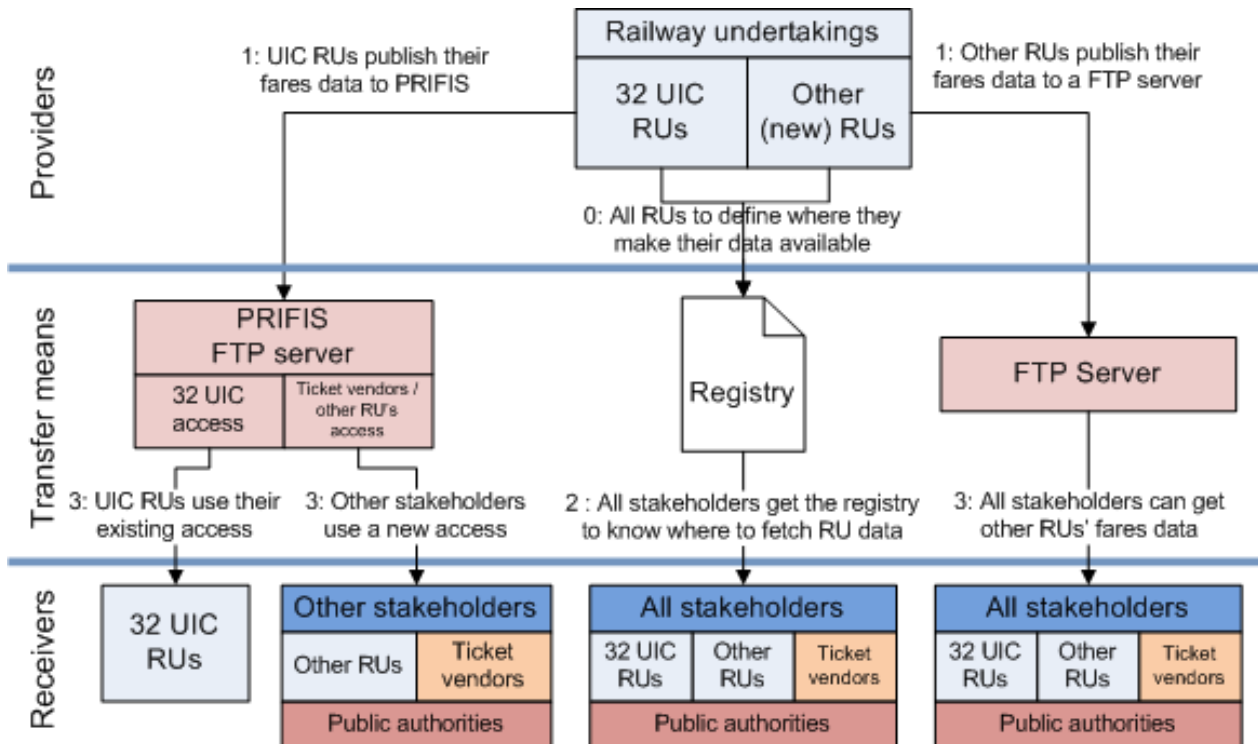 Providers
Railway undertakings
1: UIC RUs publish their
fares data to PRIFIS
32 UIC
RUs
Other
(new) RUs
1: Other RUs publish their
fares data to a FTP server
0: All RUs to define where they
make their data available
Transfer means
PRIFIS
FTP server
32 UIC
access
Ticket vendors /
other RU's
access
Registry
FTP Server
3: UIC RUs use their
existing access
3: Other stakeholders
use a new access
2 : All stakeholders get the registry
to know where to fetch RU data
3: All stakeholders can get
other RUs' fares data
Receivers
32 UIC
RUs
Other stakeholders
Other RUs
Ticket
vendors
Public authorities
All stakeholders
32 UIC
RUs
Other
RUs
Ticket
vendors
Public authorities
All stakeholders
32 UIC
RUs
Other
RUs
Ticket
vendors
Public authorities